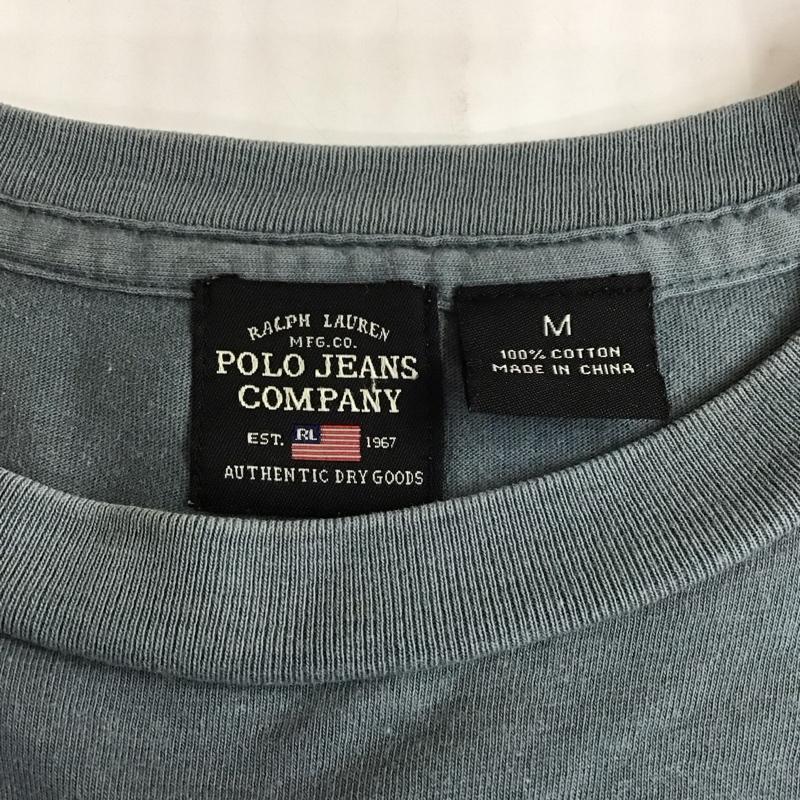 RALPH LAUREN
MFG.CO.
POLO JEANS
COMPANY
EST. RL 1967
AUTHENTIC DRY GOODS
M
100% COTTON
MADE IN CHINA